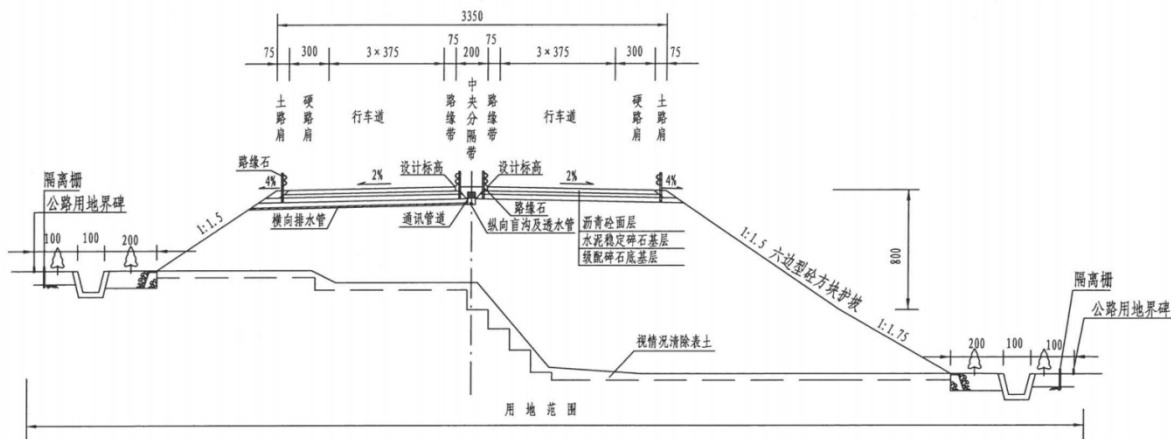 3350
75 300 3×375 75 200 75 3×375 300 75
土路肩
硬路肩
行车道
路缘带
中央分隔带
路缘带
行车道
硬路肩
土路肩
路缘石
设计标高
设计标高
4%
2%
2%
4%
隔离栅
公路用地界碑
1:1.5
横向排水管
通讯管道
路缘石
纵向盲沟及透水管
沥青砼面层
水泥稳定碎石基层
级配碎石底基层
1:1.5 六边型砼方块护坡
800
100 100 200
1:1.75
隔离栅
公路用地界碑
视情况清除表土
200 100 100
用地范围